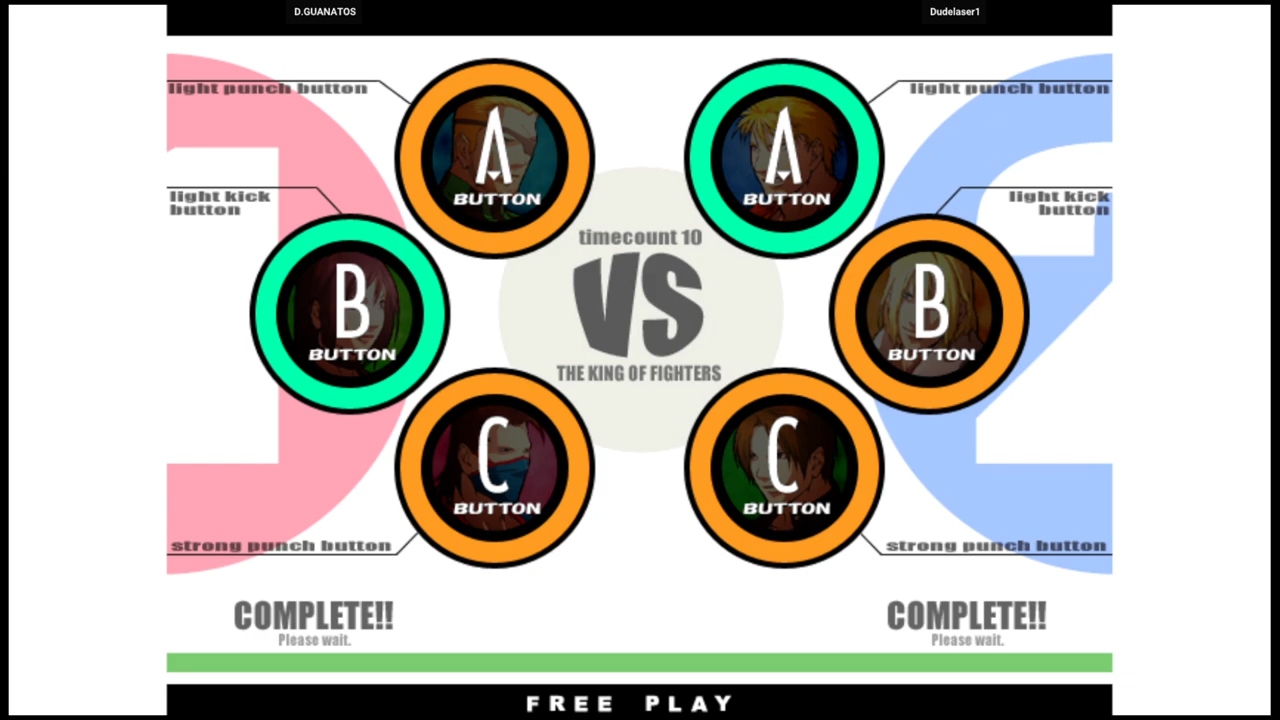 D.GUANATOS
Dudelaser1
light punch button
light punch button
A
BUTTON
A
BUTTON
light kick
button
light kick
button
timecount 10
VS
THE KING OF FIGHTERS
B
BUTTON
B
BUTTON
C
BUTTON
C
BUTTON
strong punch button
strong punch button
COMPLETE!!
Please wait.
COMPLETE!!
Please wait.
FREE PLAY